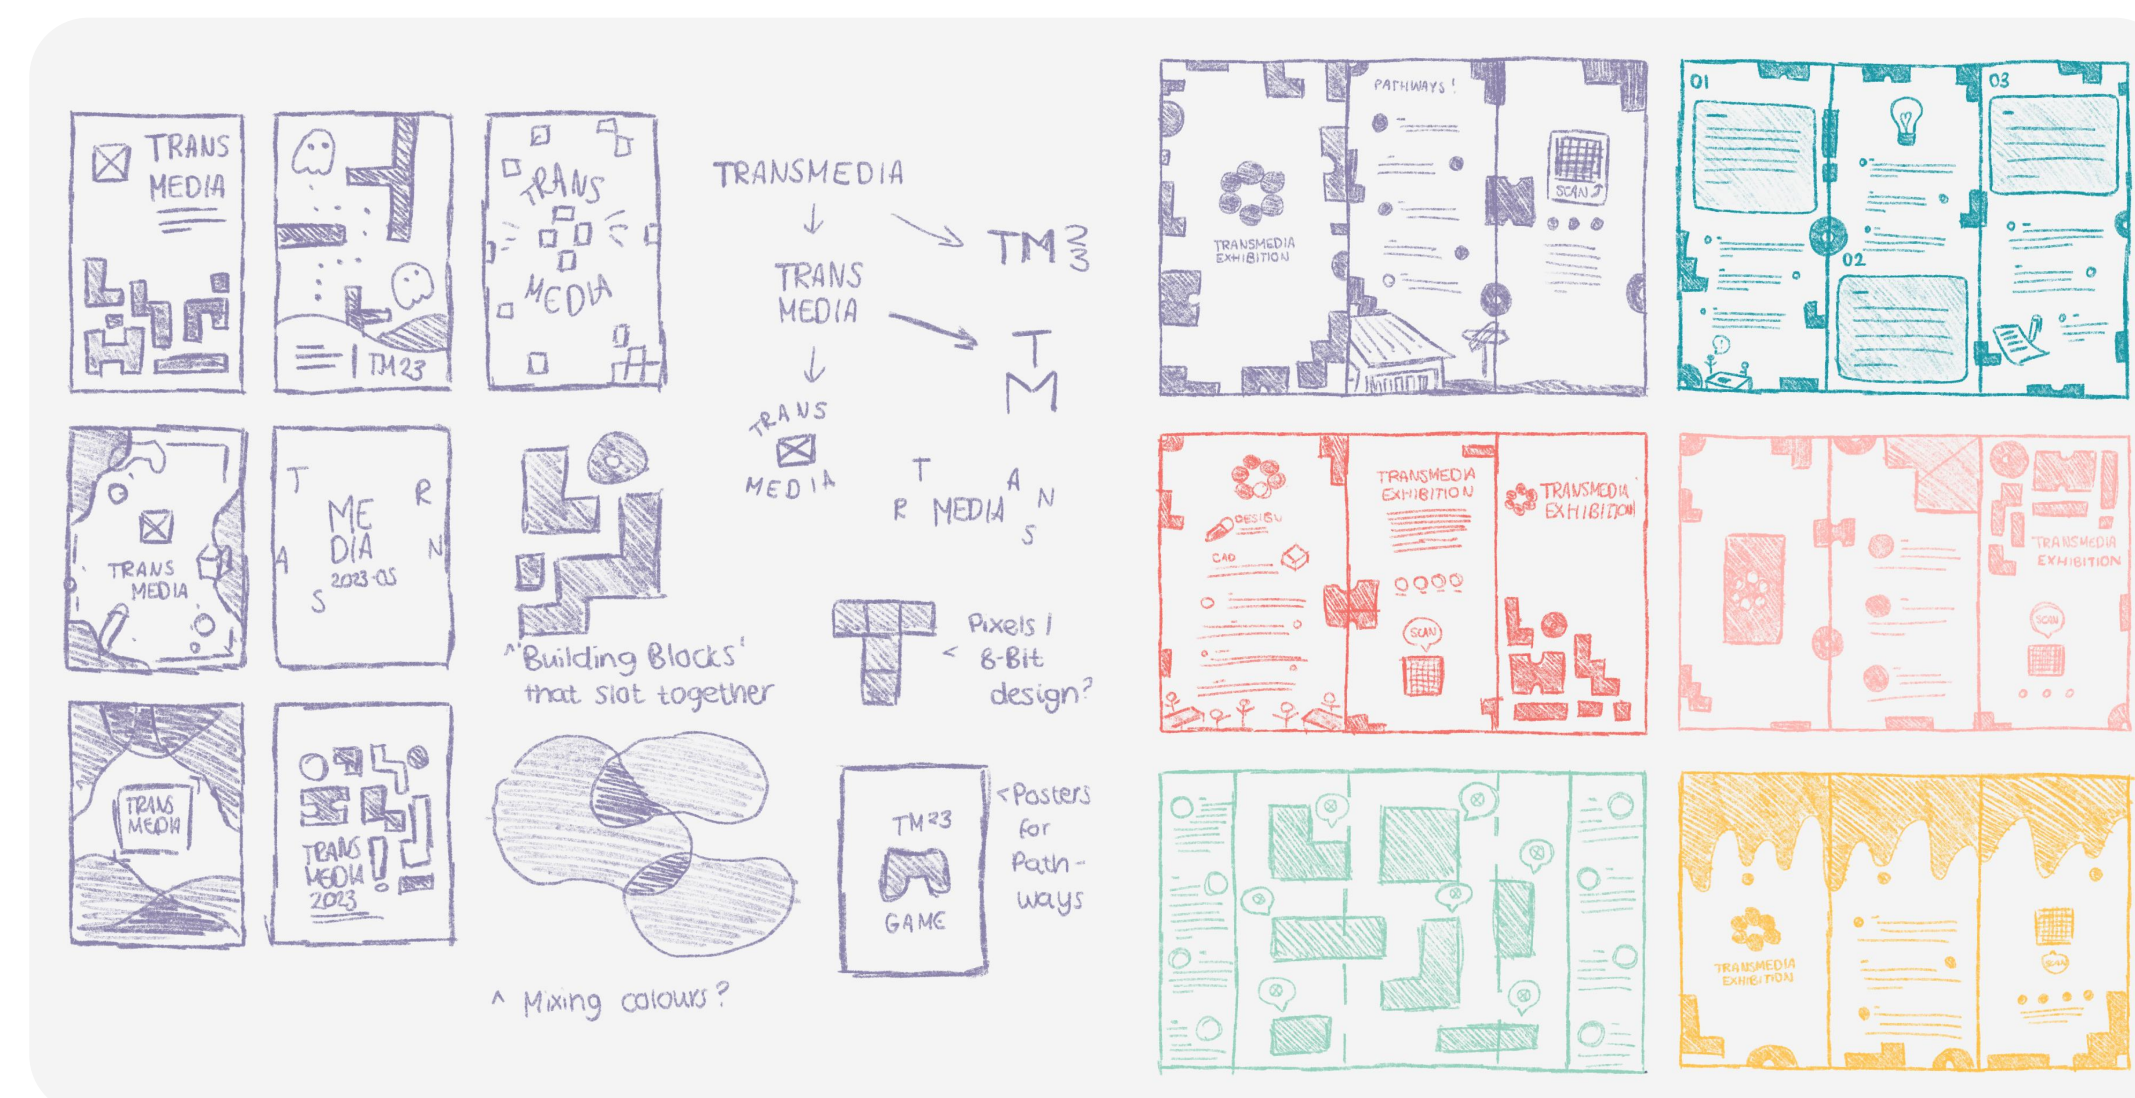 TRANS
MEDIA
TM23
TRANS
MEDIA
TRANSMEDIA
TM 23
TRANS
MEDIA
T
M
TRANS
MEDIA
T R MEDIA A N S
TRANS
MEDIA
T R
ME
DIA
A N
2023-05
S
^ 'Building Blocks'
that slot together
Pixels /
< 8-Bit
design?
TRANS
MEDIA
TRANS
MEDIA
2023
^ Mixing colours?
TM23
GAME
<Posters
for
Path-
ways
TRANSMEDIA
EXHIBITION
PATHWAYS!
SCAN
01
02
03
DESIGN
CAD
TRANSMEDIA
EXHIBITION
SCAN
TRANSMEDIA
EXHIBITION
TRANSMEDIA
EXHIBITION
SCAN
TRANSMEDIA
EXHIBITION
SCAN